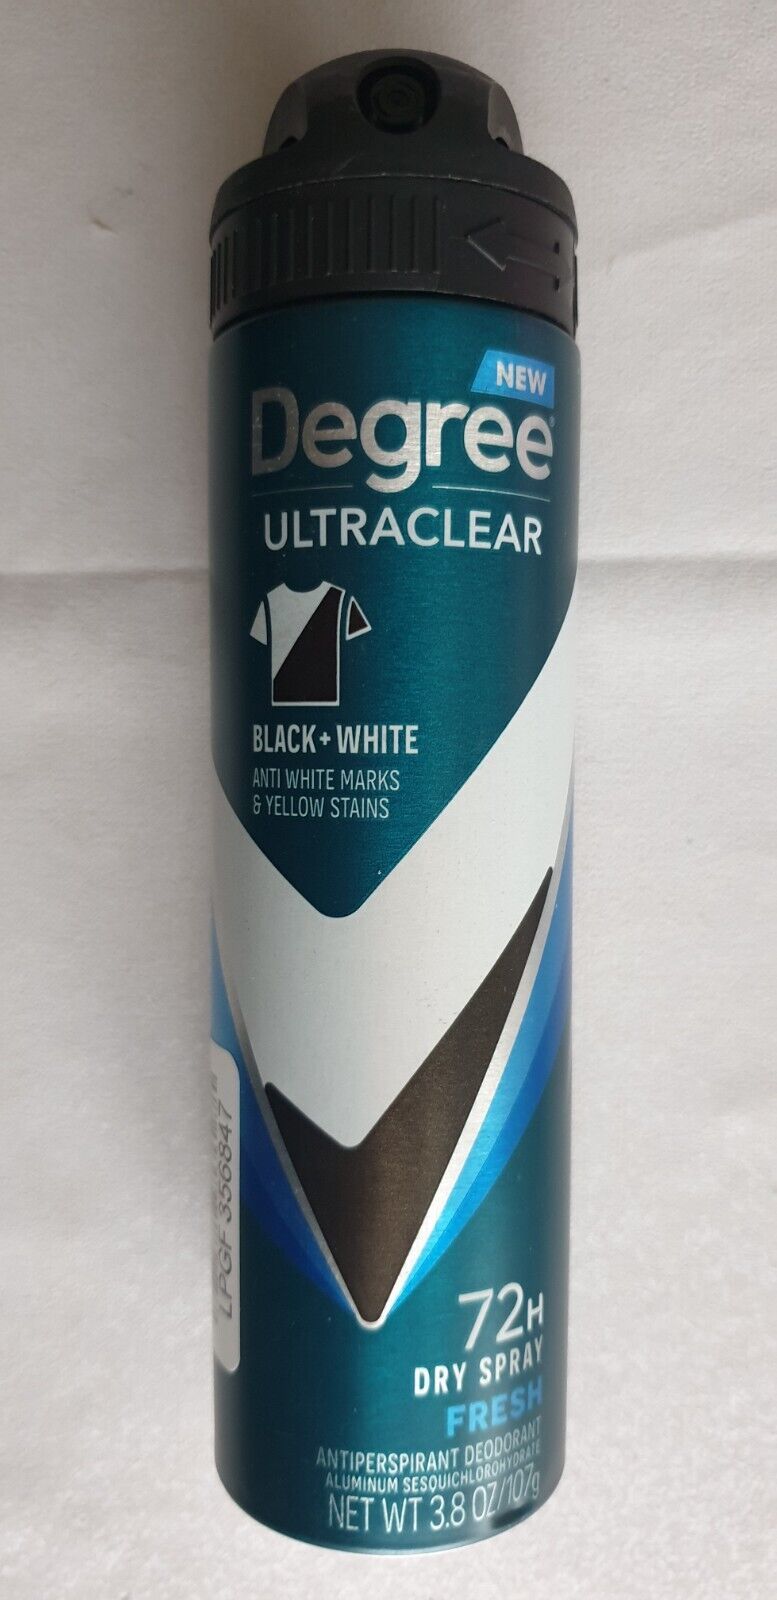 NEW
Degree®
ULTRACLEAR
BLACK+WHITE
ANTI WHITE MARKS
& YELLOW STAINS
LPGF 356847
72H
DRY SPRAY
FRESH
ANTIPERSPIRANT DEODORANT
ALUMINUM SESQUICHLOROHYDRATE
NET WT 3.8 OZ/107g